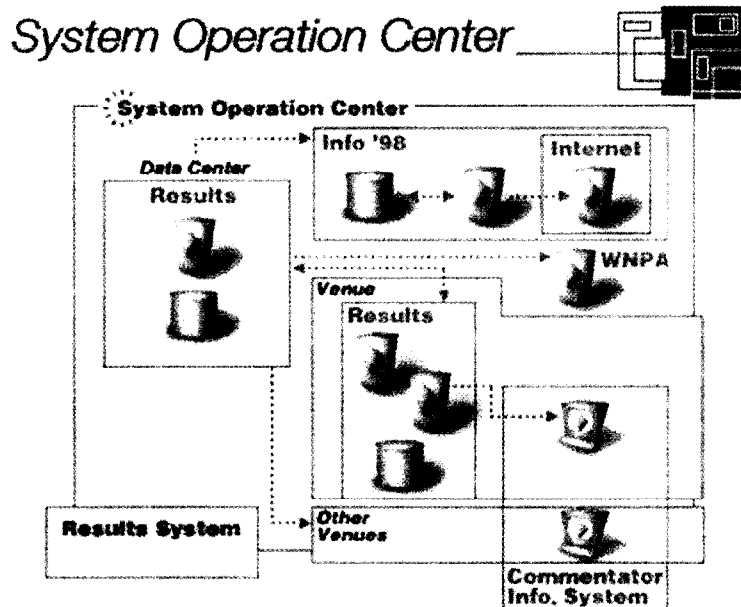 System Operation Center
System Operation Center
Data Center
Results
Info '98
Internet
WNPA
Venue
Results
Results System
Other
Venues
Commentator
Info. System